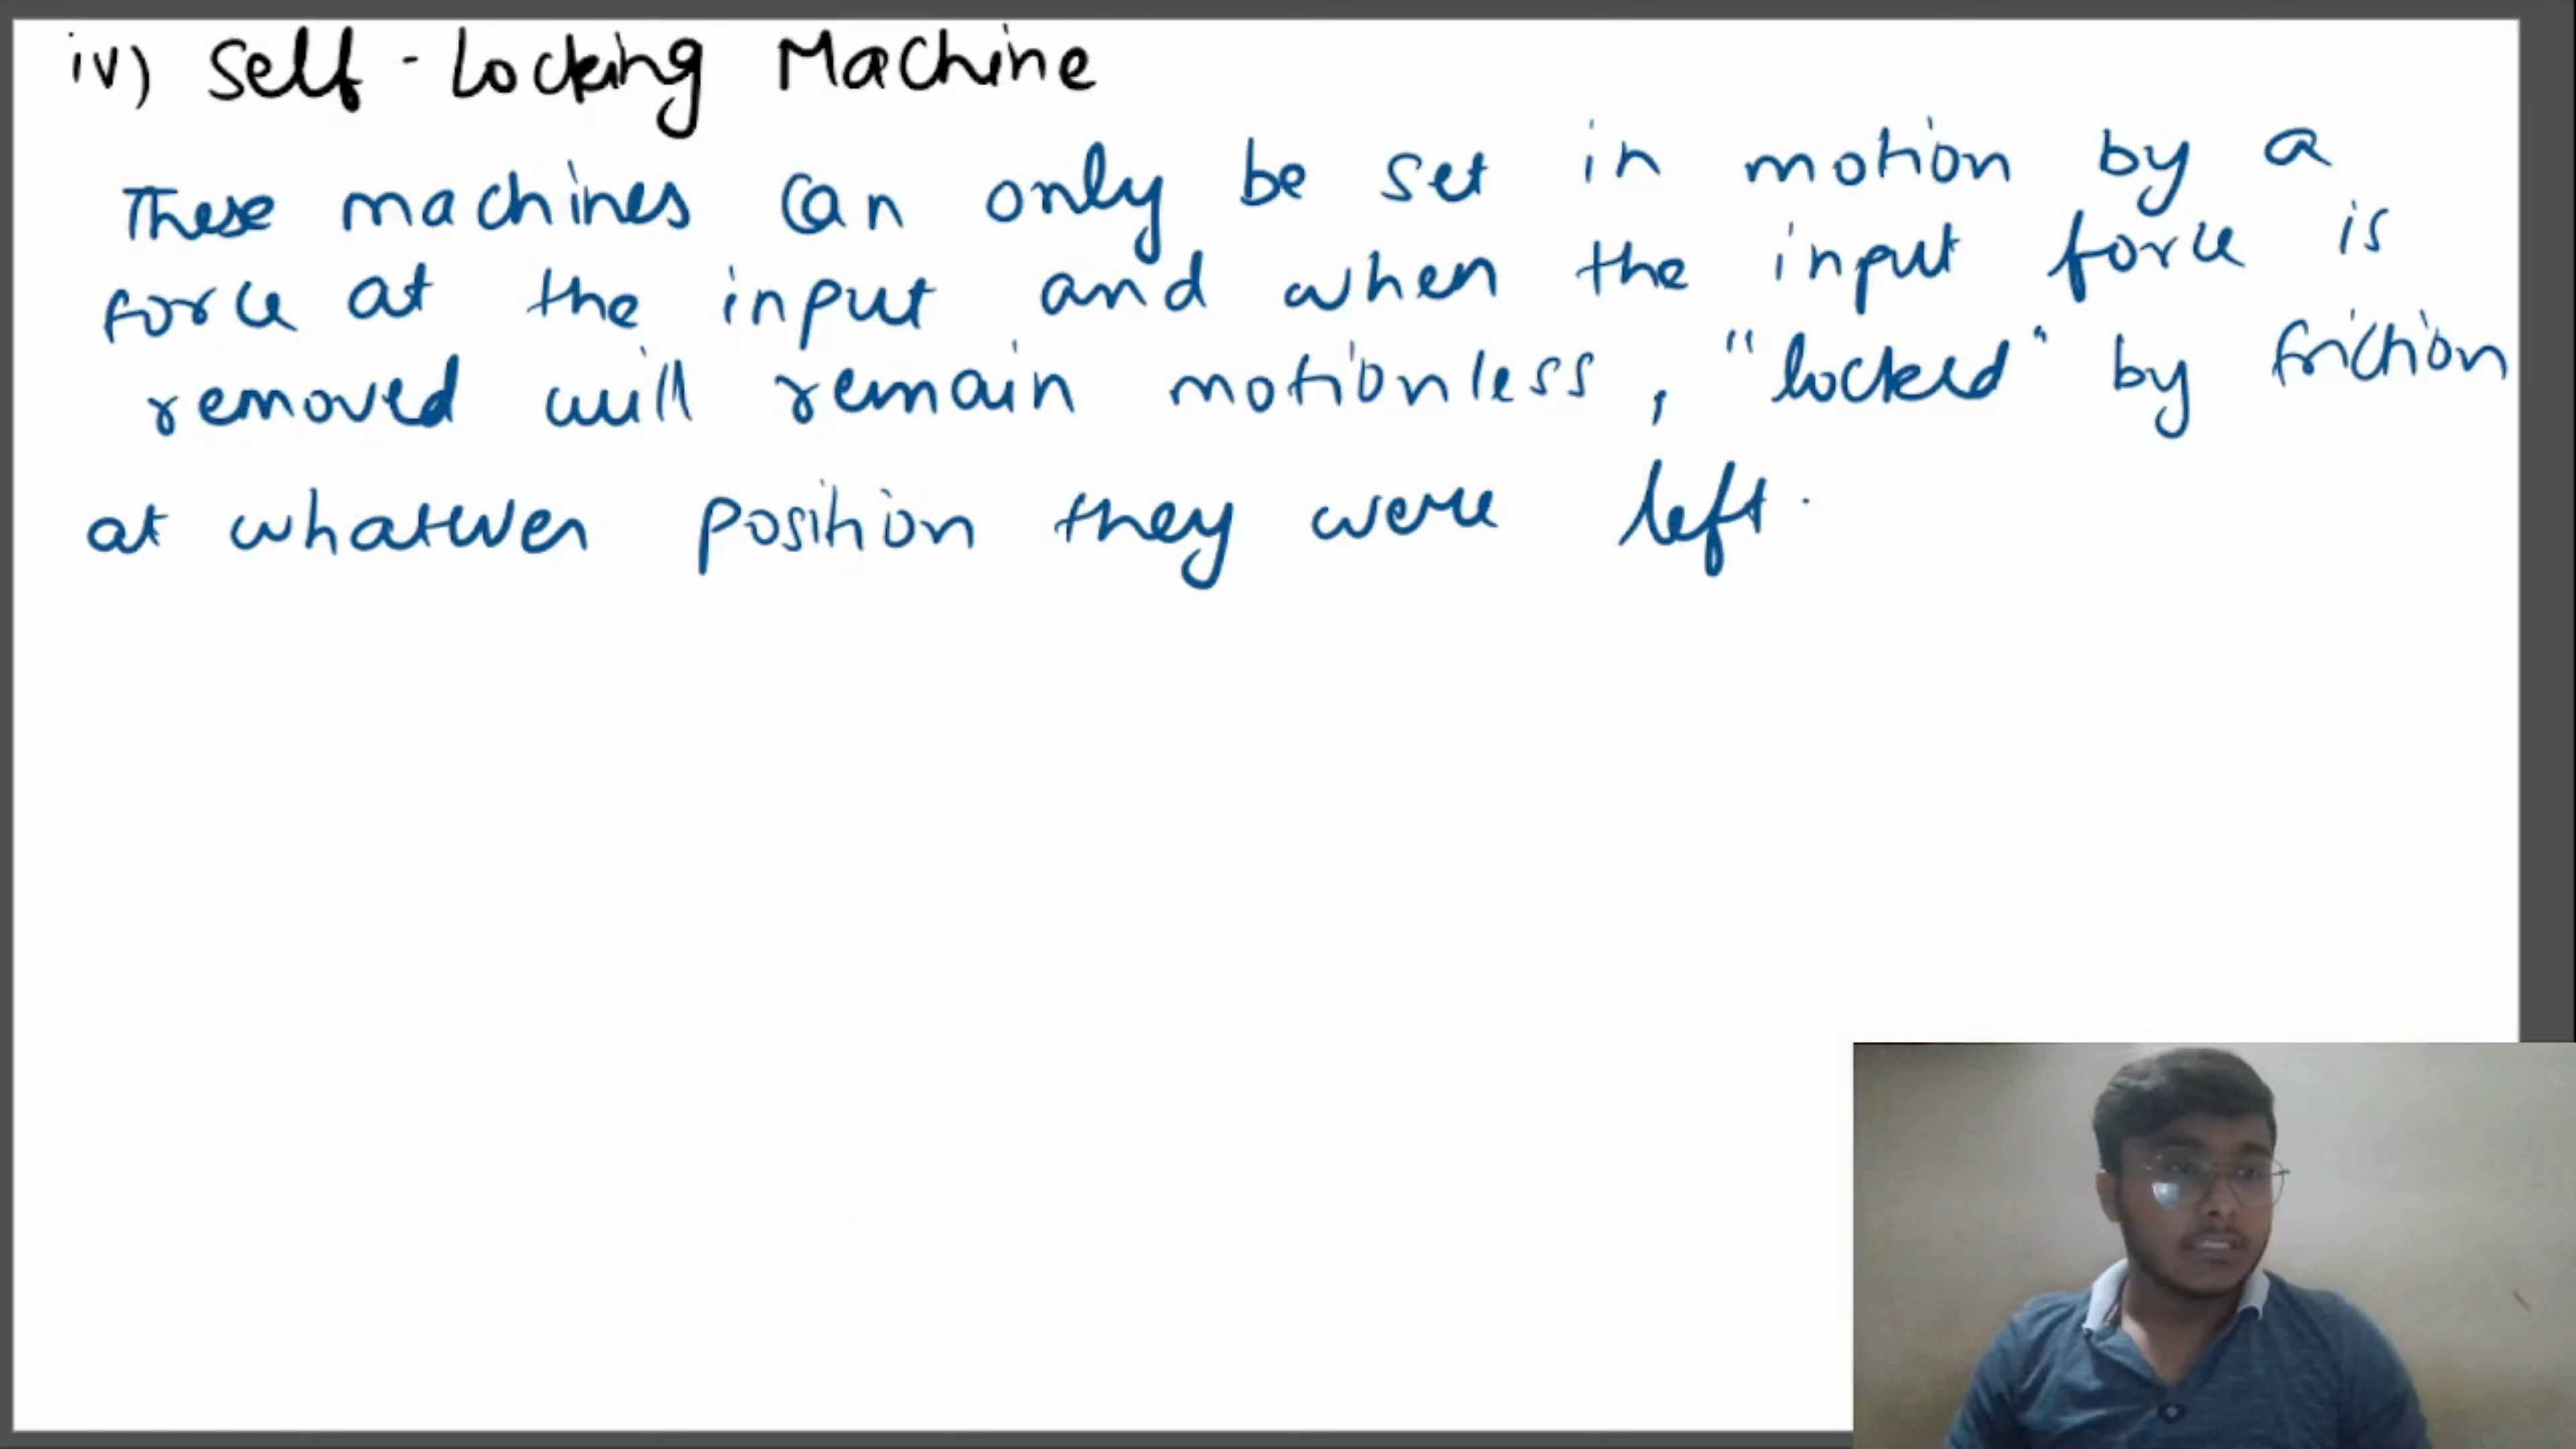 iv) Self-Locking Machine
These machines can only be set in motion by a
force at the input and when the input force is
removed will remain motionless, "locked" by friction
at whatever position they were left.